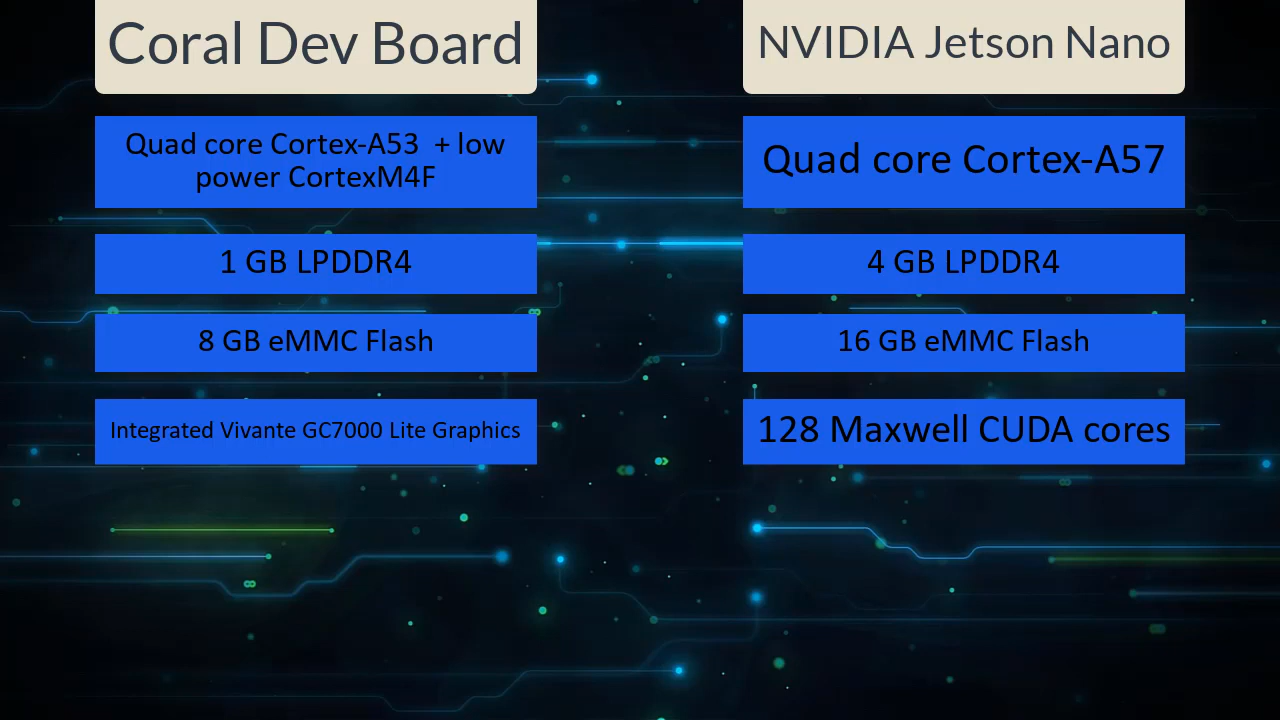 Coral Dev Board
NVIDIA Jetson Nano
Quad core Cortex-A53 + low
power CortexM4F
Quad core Cortex-A57
1 GB LPDDR4
4 GB LPDDR4
8 GB eMMC Flash
16 GB eMMC Flash
Integrated Vivante GC7000 Lite Graphics
128 Maxwell CUDA cores